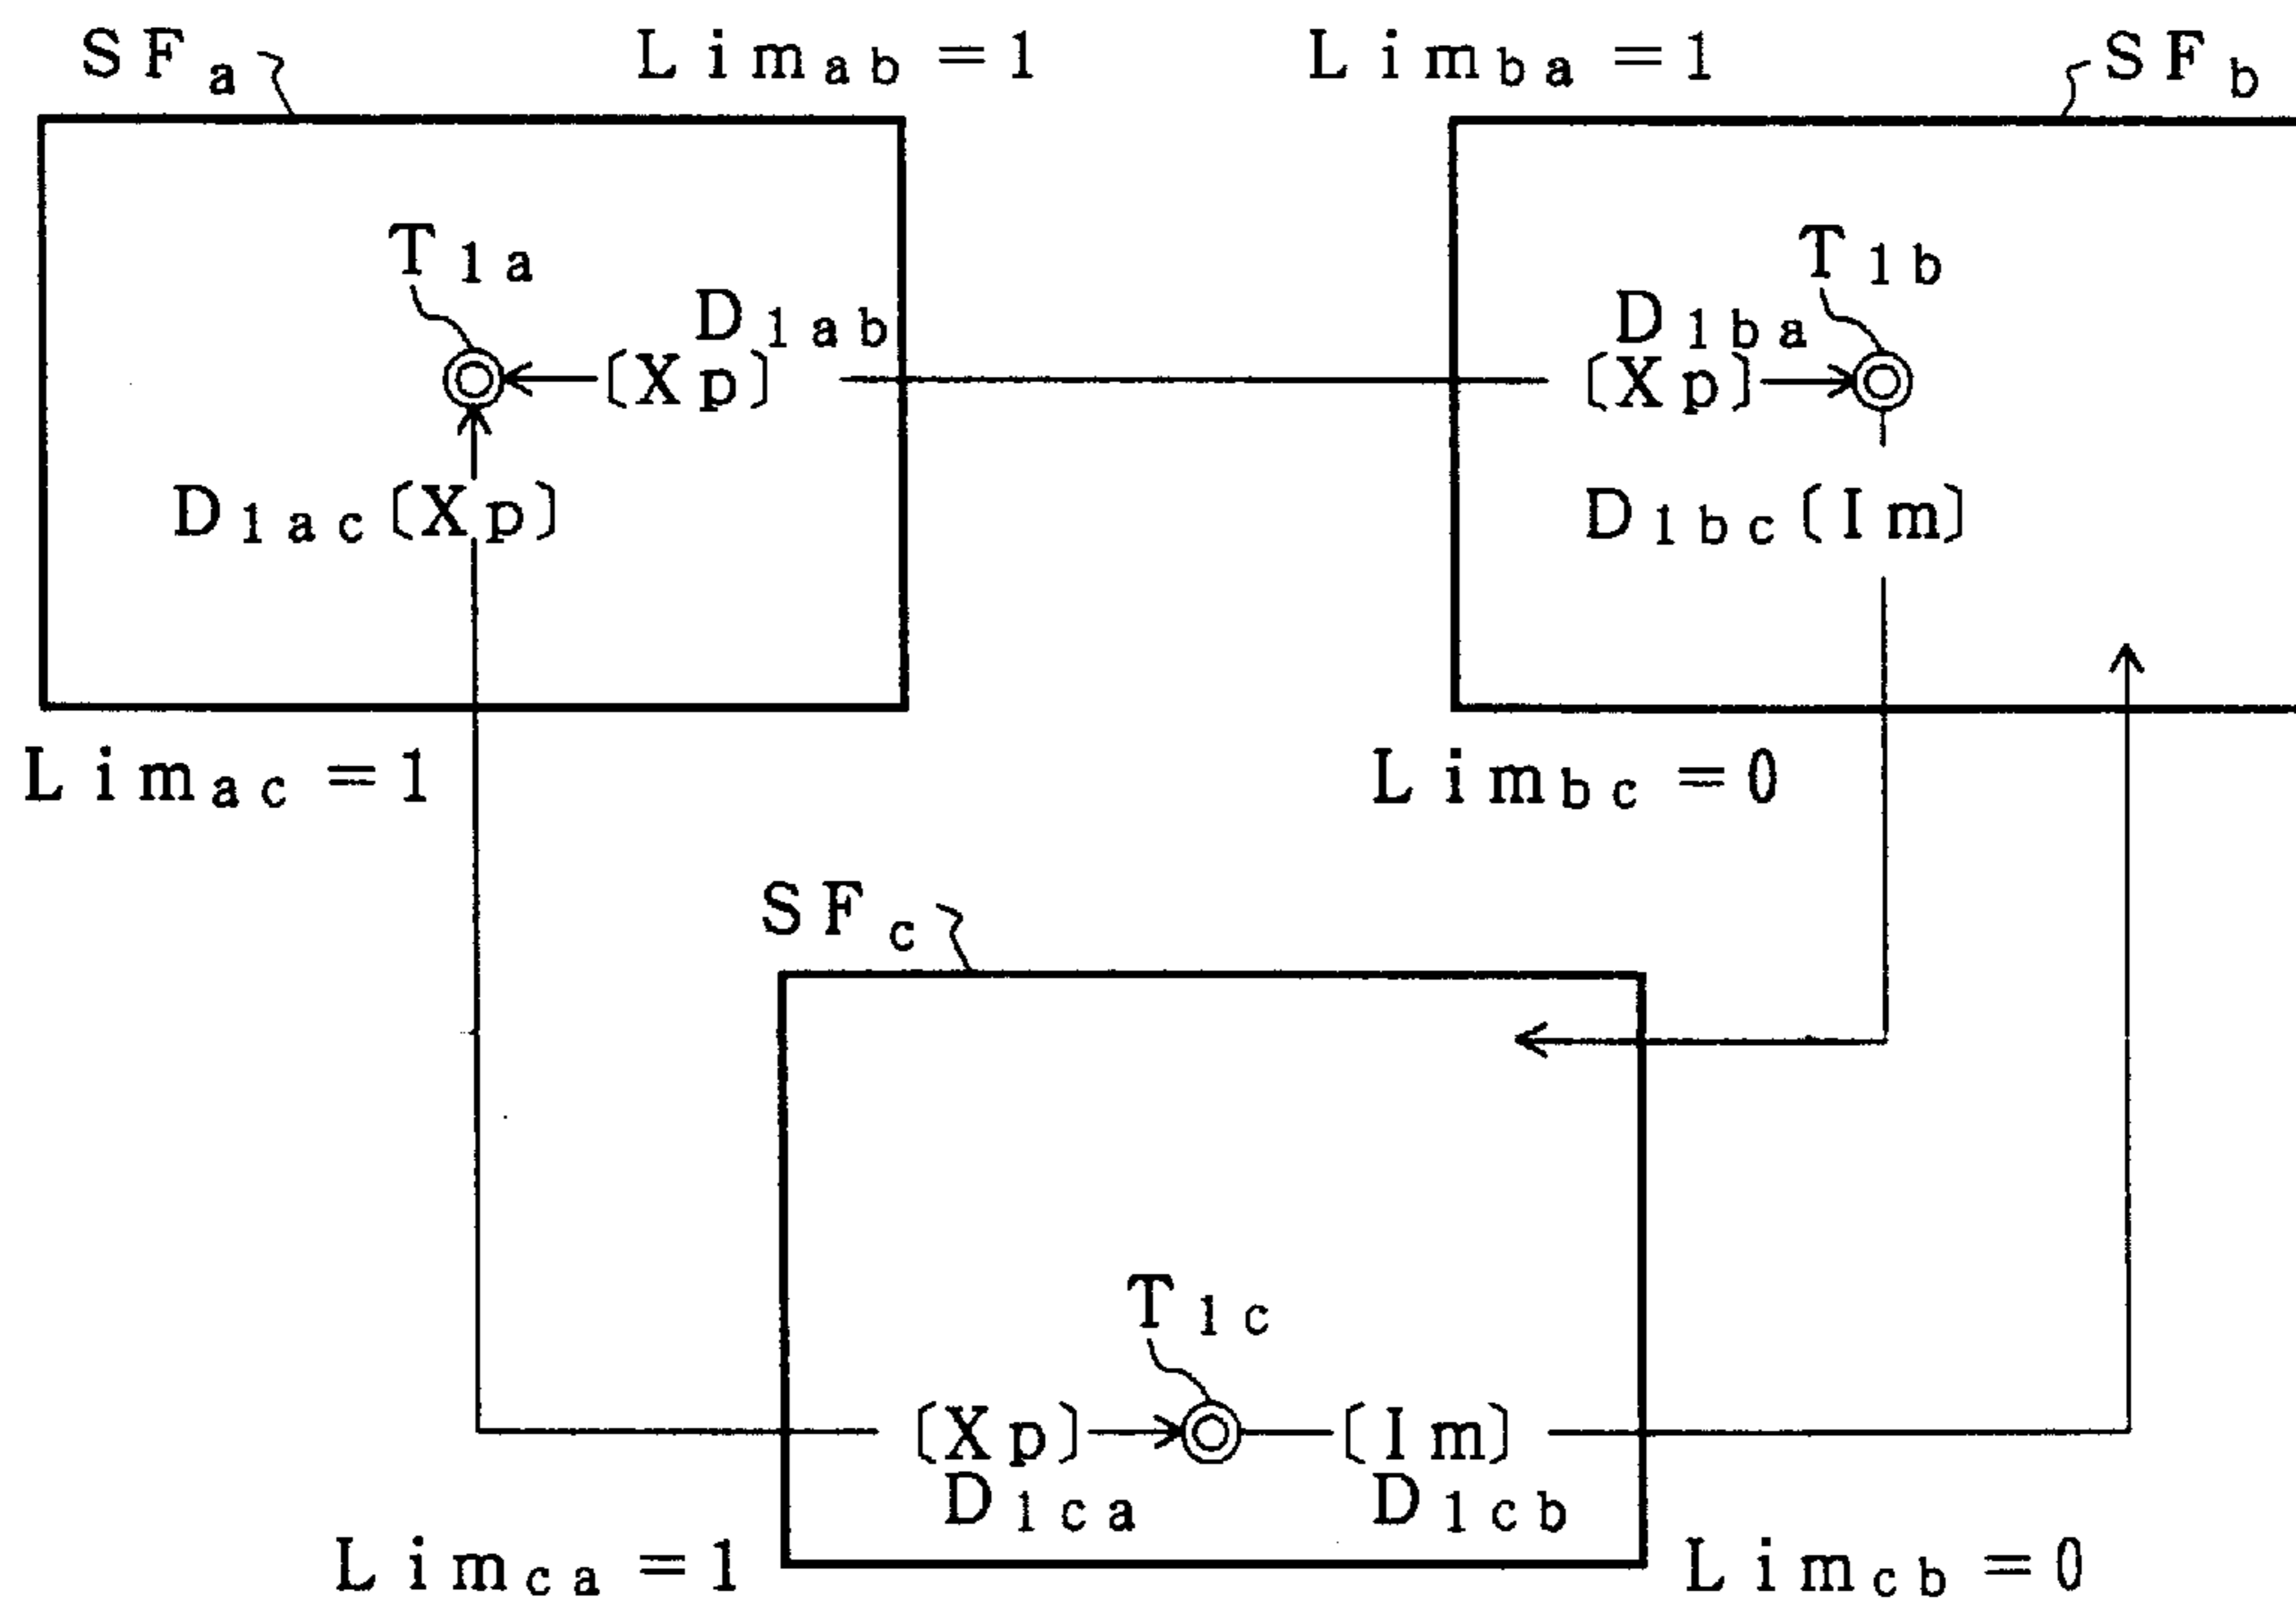 SFa Limab=1 Limba=1 SFb
T1a T1b
D1ab D1ba
〔Xp〕 〔Xp〕
D1ac〔Xp〕 D1bc〔Im〕
Limac=1 Limbc=0
SFc
T1c
〔Xp〕 〔Im〕
D1ca D1cb
Limca=1 Limcb=0